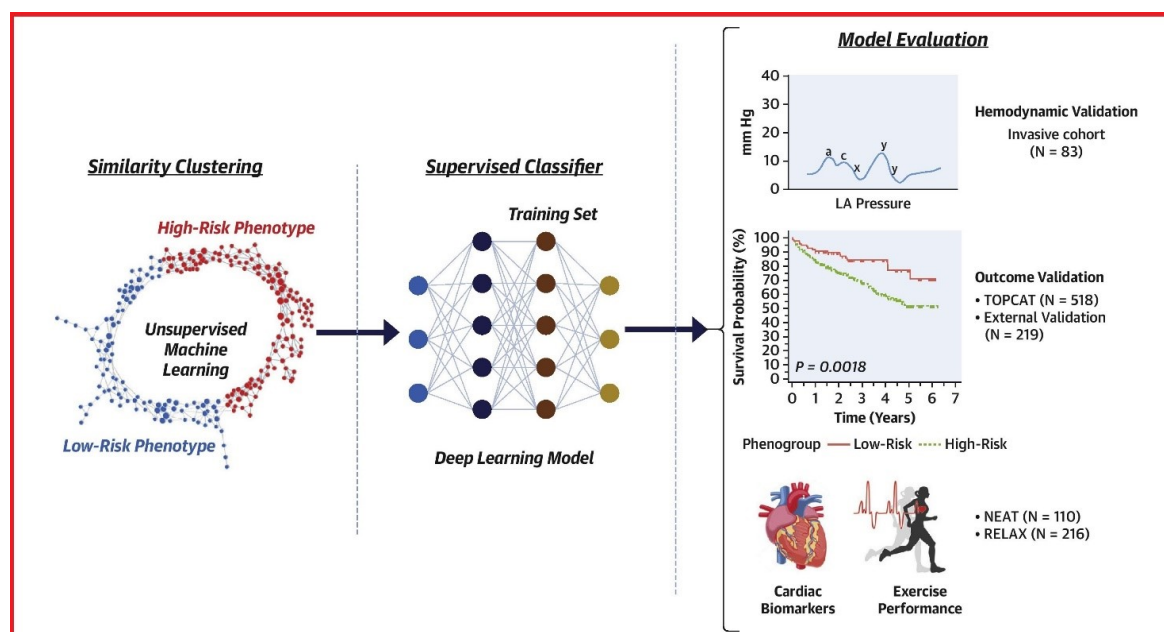 Similarity Clustering
High-Risk Phenotype
Unsupervised
Machine
Learning
Low-Risk Phenotype
Supervised Classifier
Training Set
Deep Learning Model
Model Evaluation
mm Hg
40
30
20
10
0
a
c
x
y
y
LA Pressure
Hemodynamic Validation
Invasive cohort
(N = 83)
Survival Probability (%)
100
90
80
70
60
50
40
30
20
10
0
P = 0.0018
0 1 2 3 4 5 6 7
Time (Years)
Phenogroup Low-Risk High-Risk
Outcome Validation
• TOPCAT (N = 518)
• External Validation
(N = 219)
Cardiac
Biomarkers
Exercise
Performance
• NEAT (N = 110)
• RELAX (N = 216)